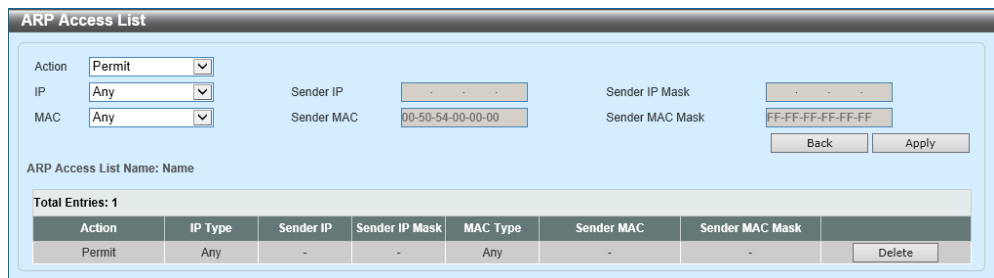 ARP Access List
Action Permit
IP Any Sender IP . . . Sender IP Mask . . .
MAC Any Sender MAC 00-50-54-00-00-00 Sender MAC Mask FF-FF-FF-FF-FF-FF
Back Apply
ARP Access List Name: Name
Total Entries: 1
Action IP Type Sender IP Sender IP Mask MAC Type Sender MAC Sender MAC Mask
Permit Any - - Any - - Delete